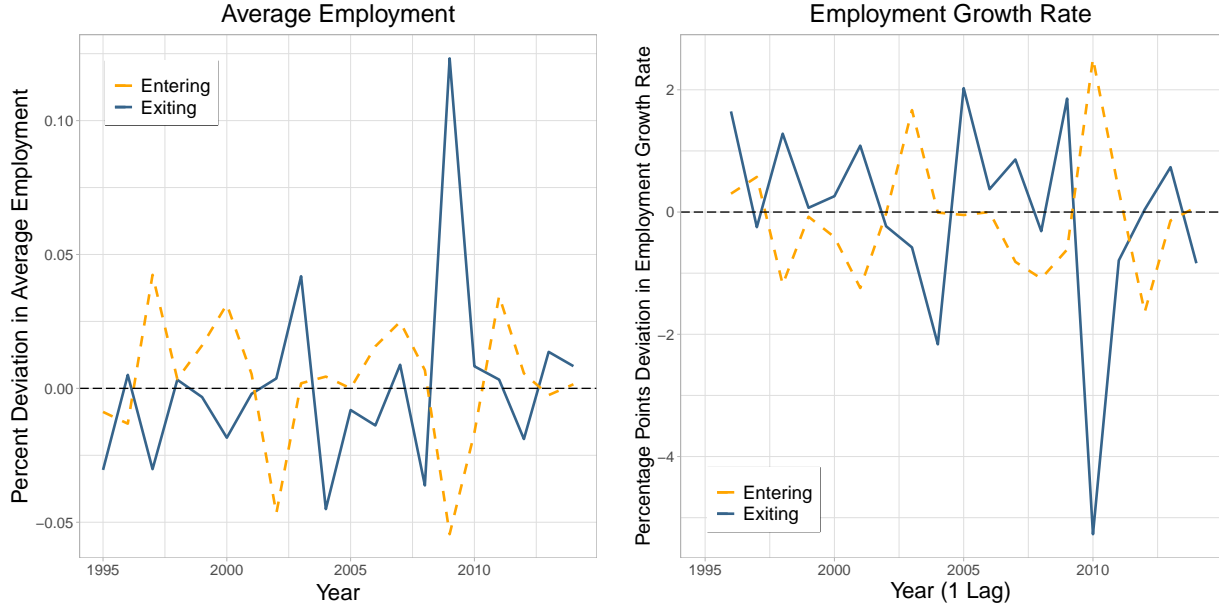 Average Employment
Percent Deviation in Average Employment
0.10
0.05
0.00
−0.05
Entering
Exiting
1995
2000
2005
2010
Year
Employment Growth Rate
Percentage Points Deviation in Employment Growth Rate
2
0
−2
−4
Entering
Exiting
1995
2000
2005
2010
Year (1 Lag)